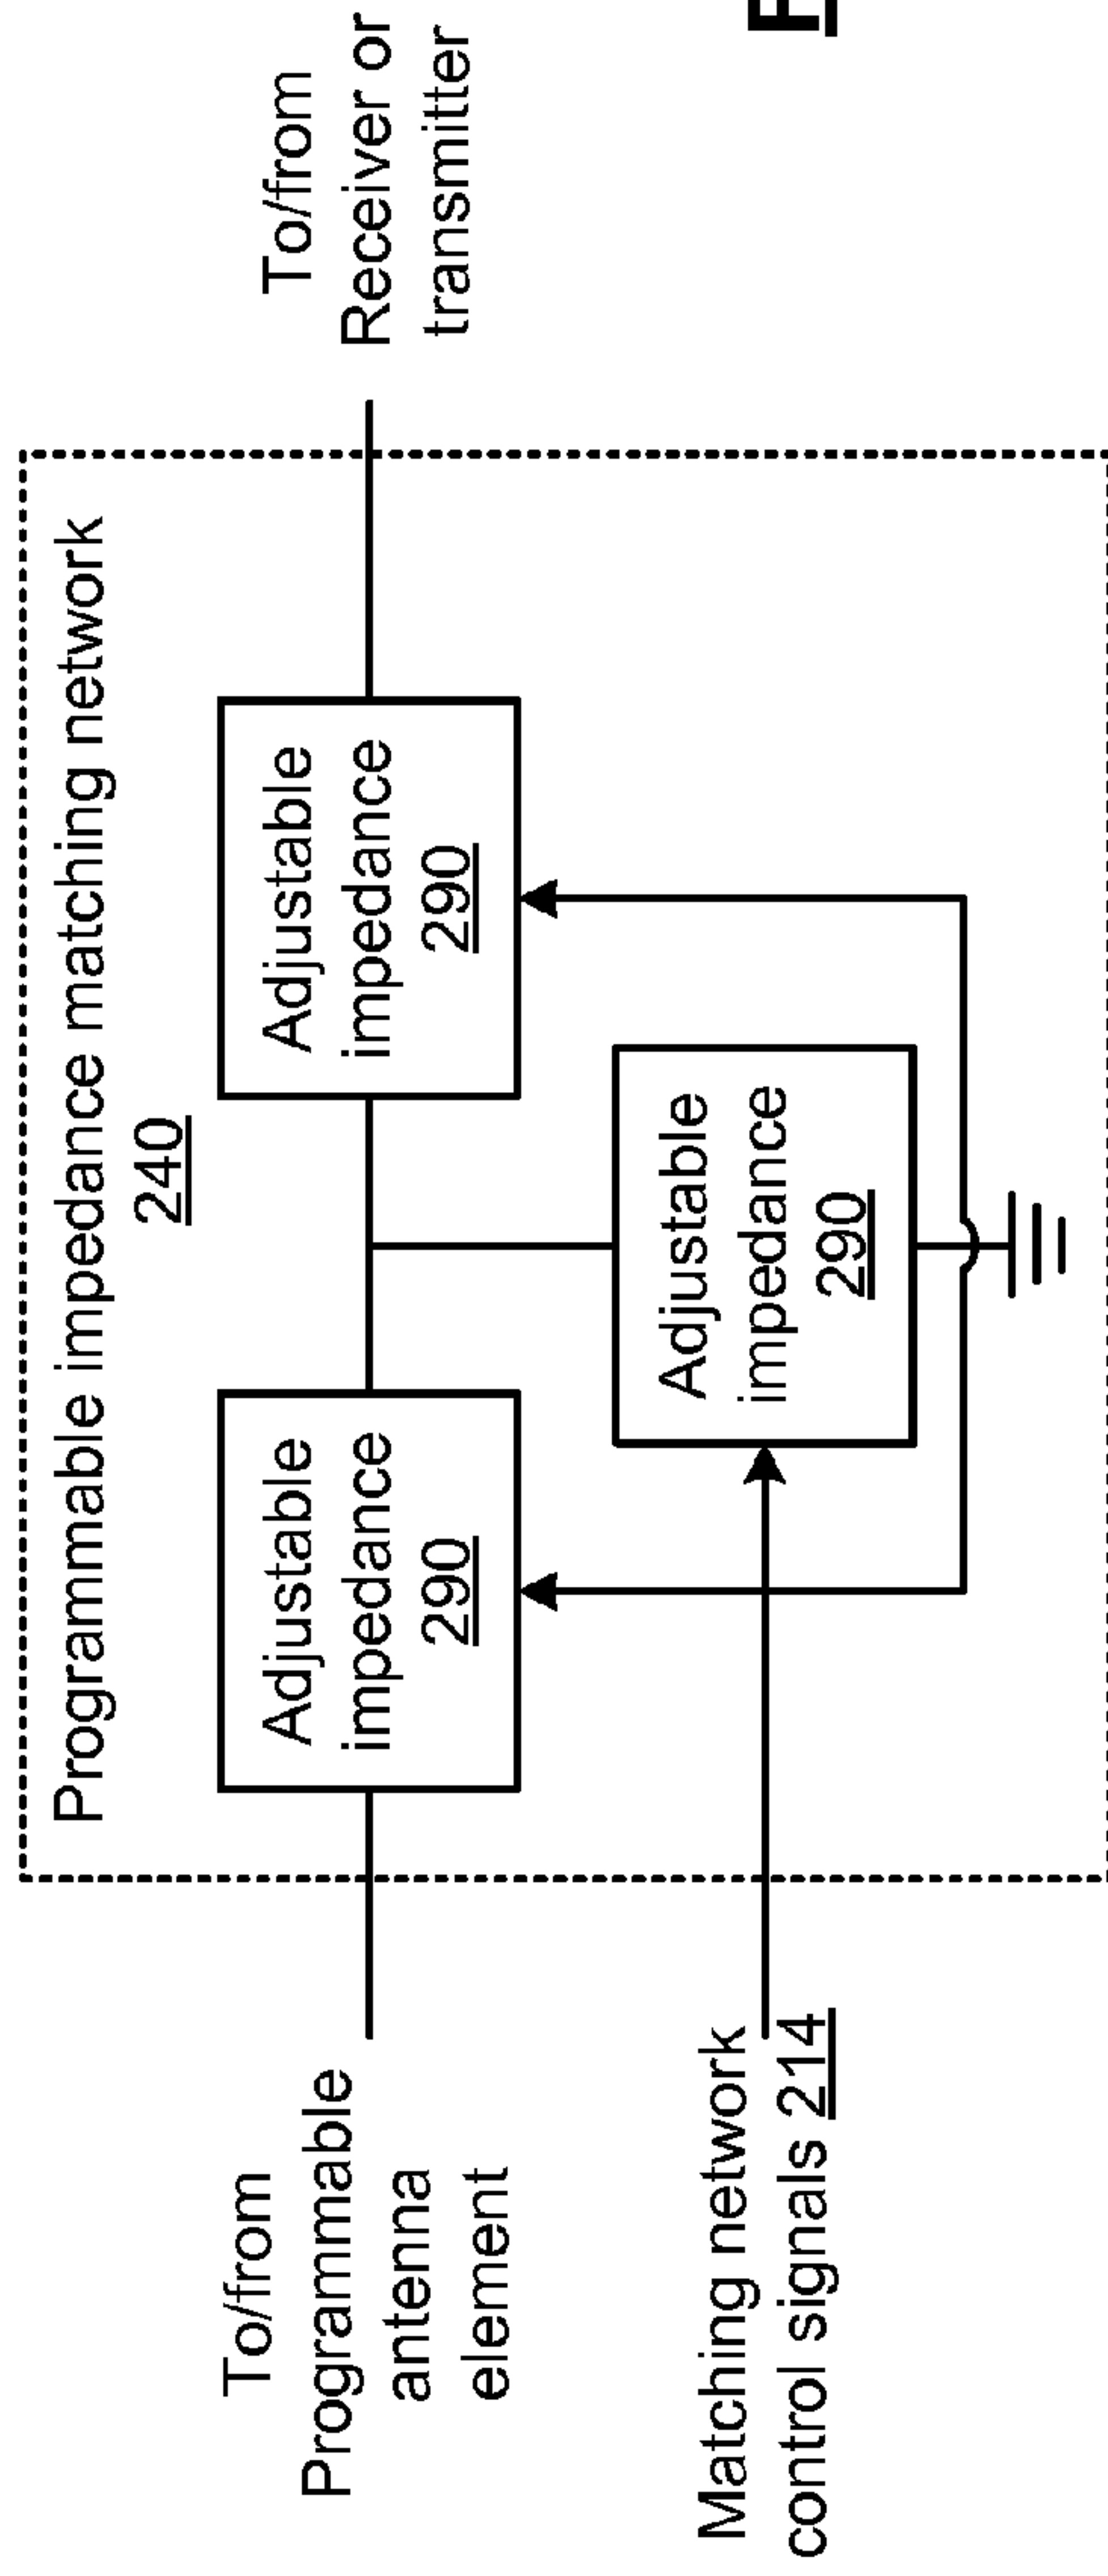 Programmable impedance matching network
240
To/from
Programmable
antenna
element
Adjustable
impedance
290
Adjustable
impedance
290
To/from
Receiver or
transmitter
Matching network
control signals 214
Adjustable
impedance
290